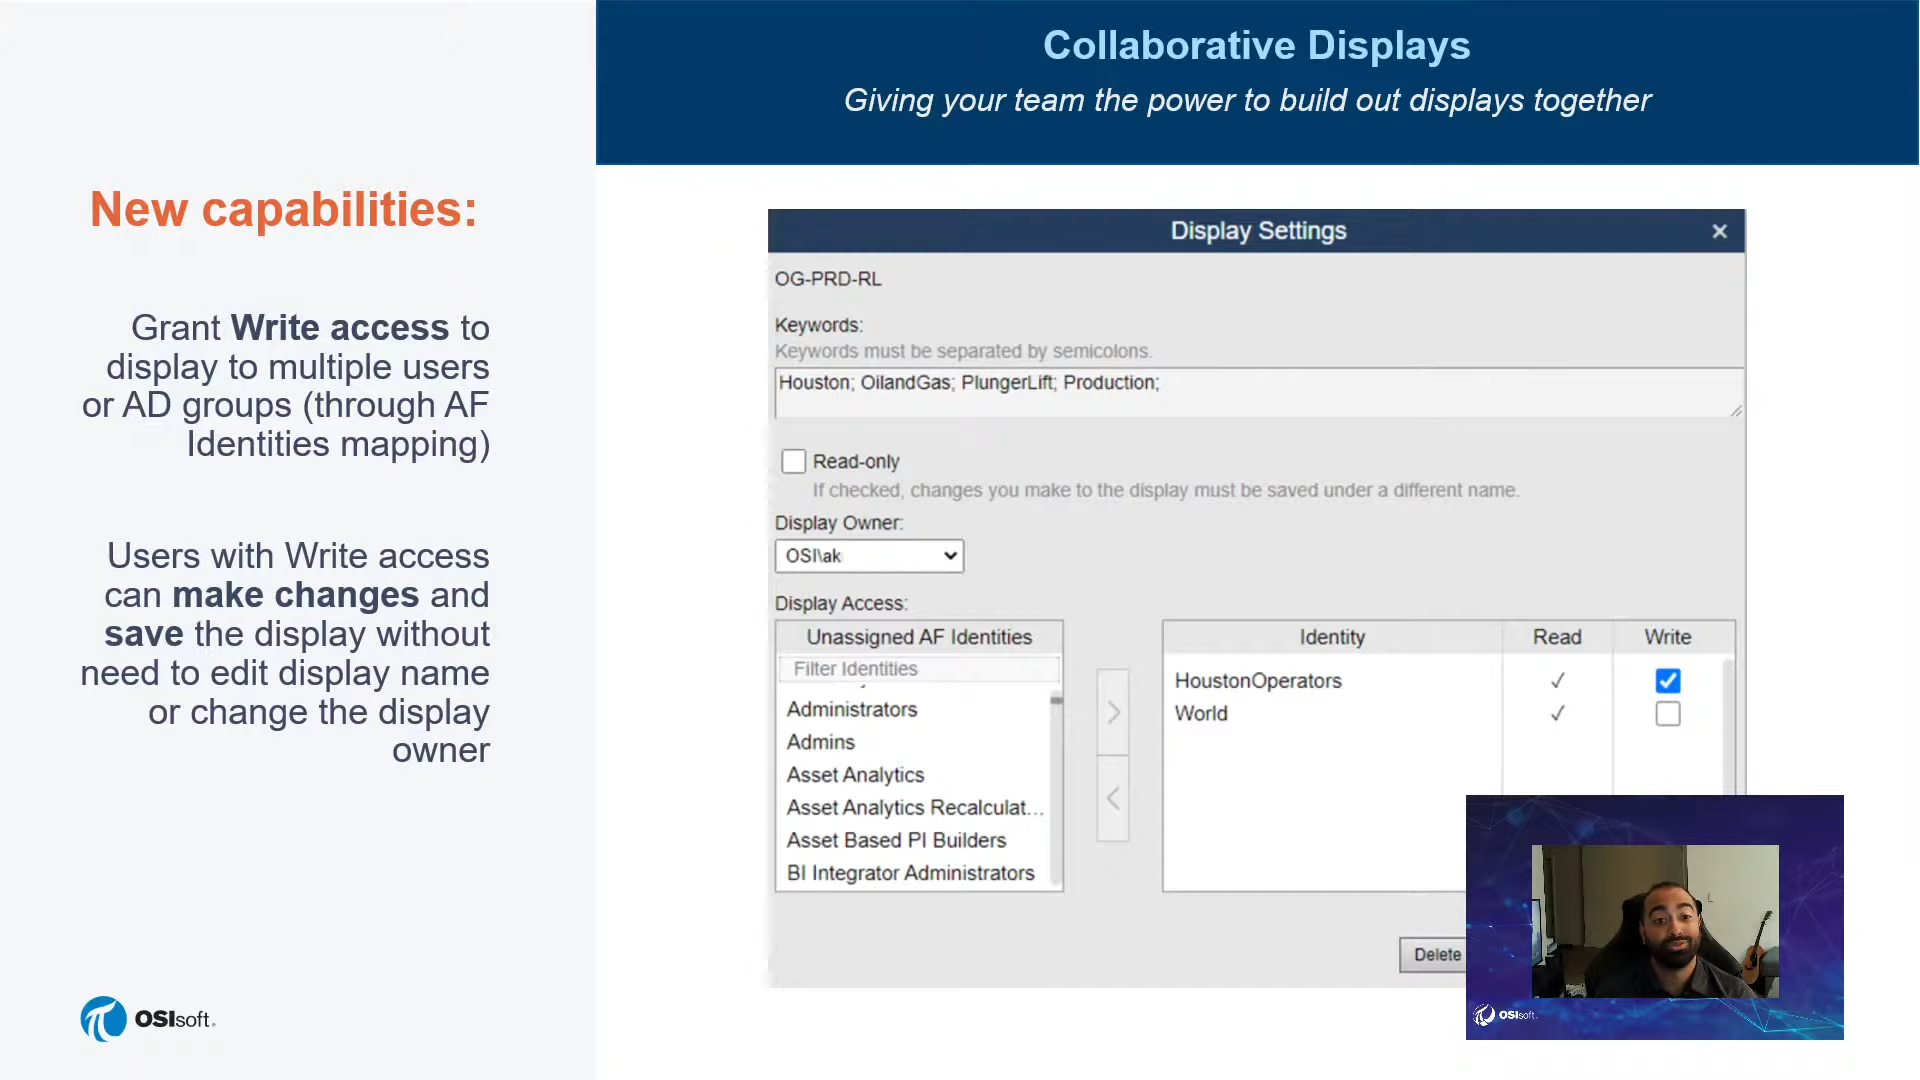 Collaborative Displays
Giving your team the power to build out displays together
New capabilities:
Grant Write access to
display to multiple users
or AD groups (through AF
Identities mapping)
Users with Write access
can make changes and
save the display without
need to edit display name
or change the display
owner
OSIsoft.
Display Settings
OG-PRD-RL
Keywords:
Keywords must be separated by semicolons.
Houston; OilandGas; PlungerLift; Production;
Read-only
If checked, changes you make to the display must be saved under a different name.
Display Owner:
OSI\ak
Display Access:
Unassigned AF Identities
Filter Identities
Administrators
Admins
Asset Analytics
Asset Analytics Recalculat...
Asset Based PI Builders
BI Integrator Administrators
Identity Read Write
HoustonOperators
World
Delete
OSIsoft